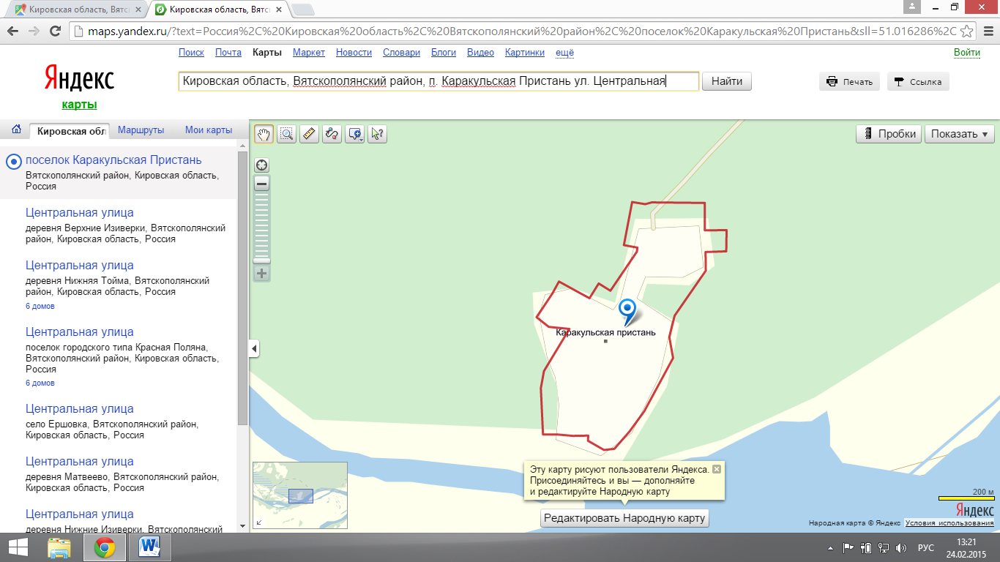 Кировская область, Вятс
Кировская область, Вятс
maps.yandex.ru/?text=Россия%2C%20Кировская%20область%2C%20Вятскополянский%20район%2C%20поселок%20Каракульская%20Пристань&sll=51.016286%2C
Поиск Почта Карты Маркет Новости Словари Блоги Видео Картинки ещё
Войти
Яндекс
карты
Кировская область, Вятскополянский район, п. Каракульская Пристань ул. Центральная
Найти
Печать
Ссылка
Кировская обл
Маршруты
Мои карты
Пробки
Показать
поселок Каракульская Пристань
Вятскополянский район, Кировская область,
Россия
Центральная улица
деревня Верхние Изиверки, Вятскополянский
район, Кировская область, Россия
Центральная улица
деревня Нижняя Тойма, Вятскополянский
район, Кировская область, Россия
6 домов
Центральная улица
поселок городского типа Красная Поляна,
Вятскополянский район, Кировская область,
Россия
6 домов
Центральная улица
село Ершовка, Вятскополянский район,
Кировская область, Россия
Центральная улица
деревня Матвеево, Вятскополянский район,
Кировская область, Россия
Центральная улица
деревня Нижние Изиверки, Вятскополянский
Каракульская пристань
Эту карту рисуют пользователи Яндекса.
Присоединяйтесь и вы — дополняйте
и редактируйте Народную карту
Редактировать Народную карту
200 м
Яндекс
Народная карта © Яндекс Условия использования
РУС
13:21
24.02.2015